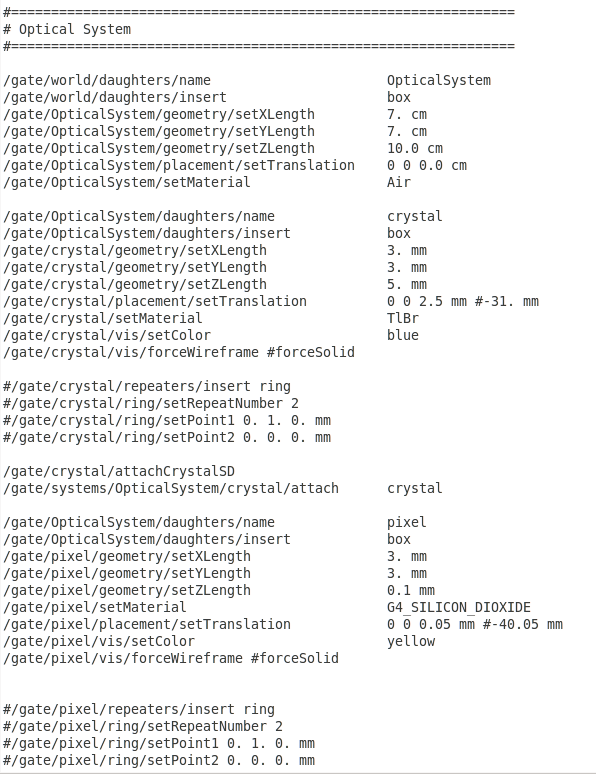 #===============================================================
# Optical System
#===============================================================
/gate/world/daughters/name OpticalSystem
/gate/world/daughters/insert box
/gate/OpticalSystem/geometry/setXLength 7. cm
/gate/OpticalSystem/geometry/setYLength 7. cm
/gate/OpticalSystem/geometry/setZLength 10.0 cm
/gate/OpticalSystem/placement/setTranslation 0 0 0.0 cm
/gate/OpticalSystem/setMaterial Air
/gate/OpticalSystem/daughters/name crystal
/gate/OpticalSystem/daughters/insert box
/gate/crystal/geometry/setXLength 3. mm
/gate/crystal/geometry/setYLength 3. mm
/gate/crystal/geometry/setZLength 5. mm
/gate/crystal/placement/setTranslation 0 0 2.5 mm #-31. mm
/gate/crystal/setMaterial TlBr
/gate/crystal/vis/setColor blue
/gate/crystal/vis/forceWireframe #forceSolid
#/gate/crystal/repeaters/insert ring
#/gate/crystal/ring/setRepeatNumber 2
#/gate/crystal/ring/setPoint1 0. 1. 0. mm
#/gate/crystal/ring/setPoint2 0. 0. 0. mm
/gate/crystal/attachCrystalSD
/gate/systems/OpticalSystem/crystal/attach crystal
/gate/OpticalSystem/daughters/name pixel
/gate/OpticalSystem/daughters/insert box
/gate/pixel/geometry/setXLength 3. mm
/gate/pixel/geometry/setYLength 3. mm
/gate/pixel/geometry/setZLength 0.1 mm
/gate/pixel/setMaterial G4_SILICON_DIOXIDE
/gate/pixel/placement/setTranslation 0 0 0.05 mm #-40.05 mm
/gate/pixel/vis/setColor yellow
/gate/pixel/vis/forceWireframe #forceSolid
#/gate/pixel/repeaters/insert ring
#/gate/pixel/ring/setRepeatNumber 2
#/gate/pixel/ring/setPoint1 0. 1. 0. mm
#/gate/pixel/ring/setPoint2 0. 0. 0. mm